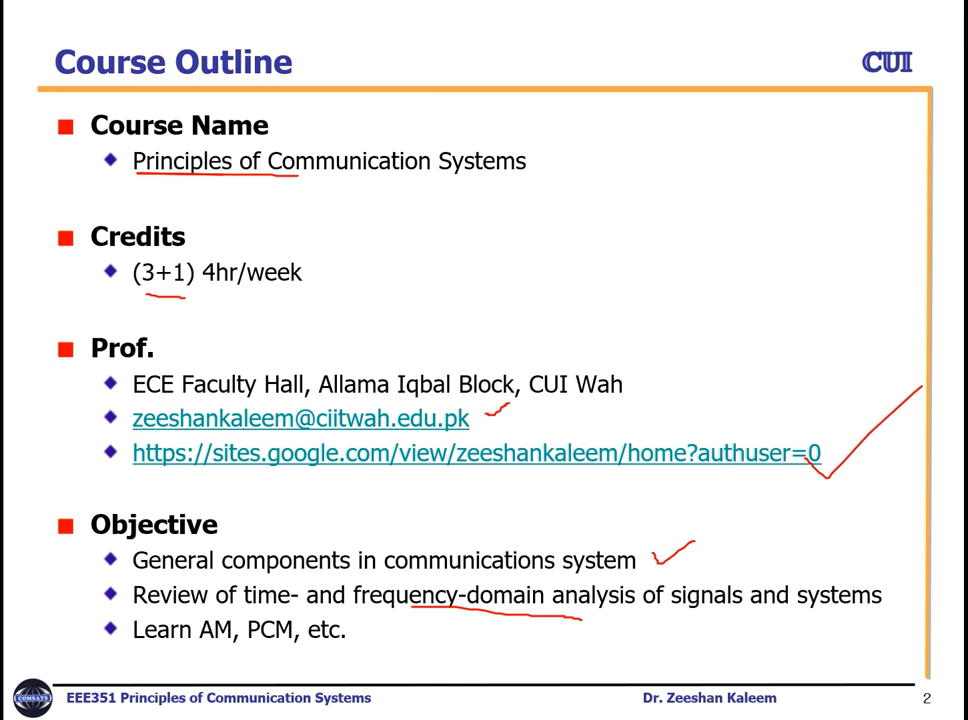 Course Outline
CUI
Course Name
Principles of Communication Systems
Credits
(3+1) 4hr/week
Prof.
ECE Faculty Hall, Allama Iqbal Block, CUI Wah
zeeshankaleem@ciitwah.edu.pk
https://sites.google.com/view/zeeshankaleem/home?authuser=0
Objective
General components in communications system
Review of time- and frequency-domain analysis of signals and systems
Learn AM, PCM, etc.
COMSATS
EEE351 Principles of Communication Systems
Dr. Zeeshan Kaleem
2